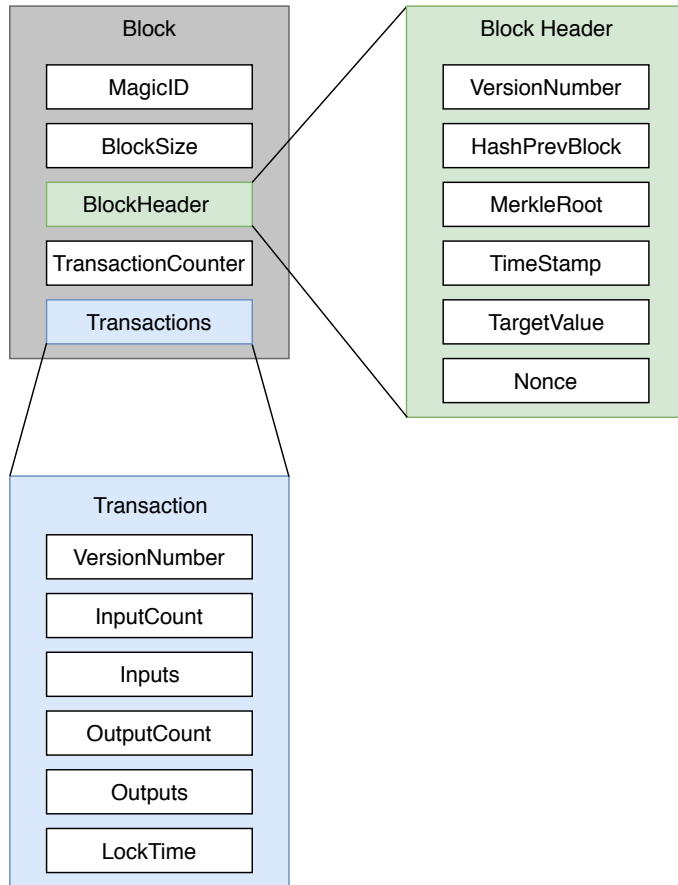 Block
MagicID
BlockSize
BlockHeader
TransactionCounter
Transactions
Block Header
VersionNumber
HashPrevBlock
MerkleRoot
TimeStamp
TargetValue
Nonce
Transaction
VersionNumber
InputCount
Inputs
OutputCount
Outputs
LockTime